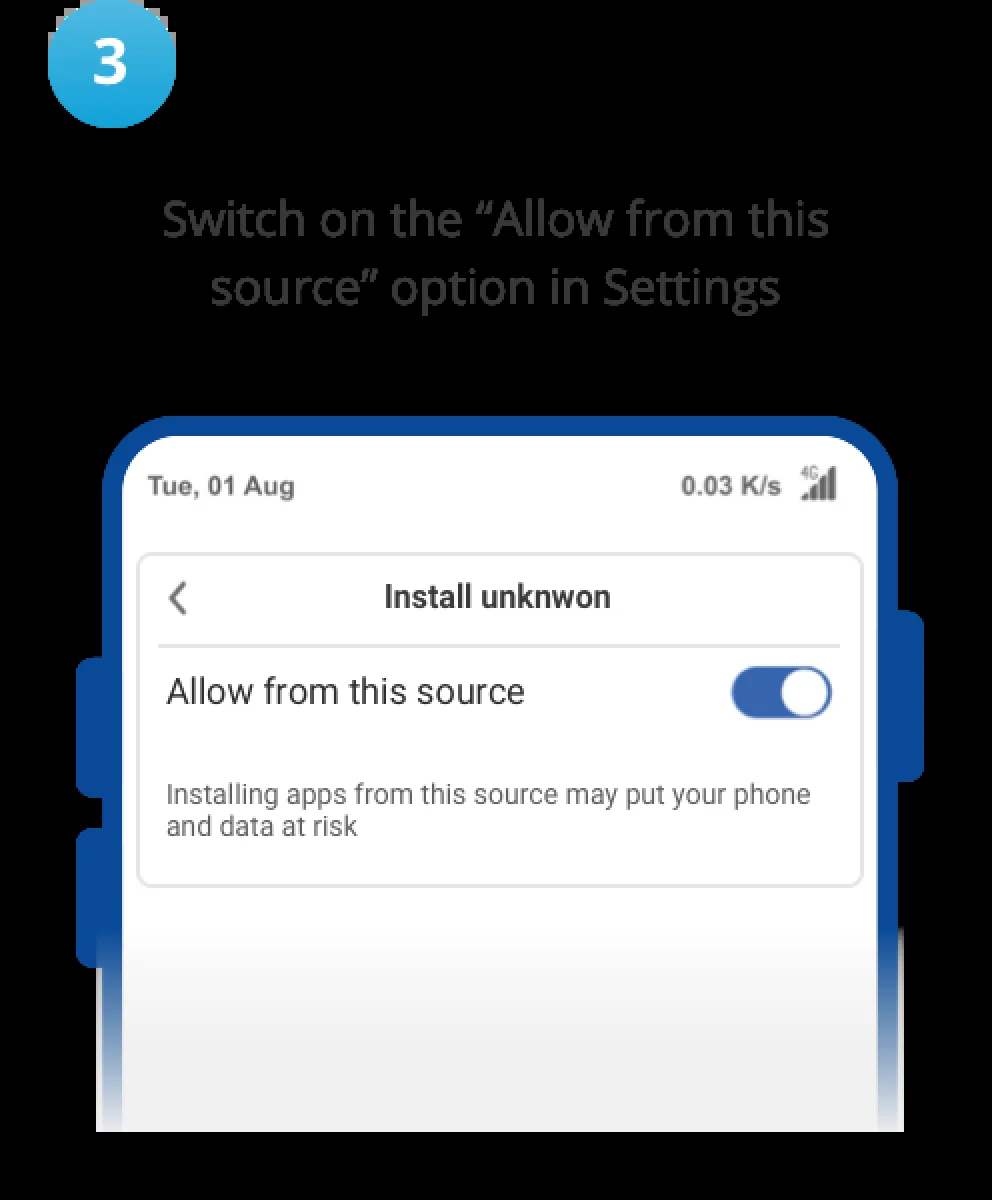 3
Switch on the “Allow from this
source” option in Settings
Tue, 01 Aug
0.03 K/s 4G
Install unknwon
Allow from this source
Installing apps from this source may put your phone
and data at risk